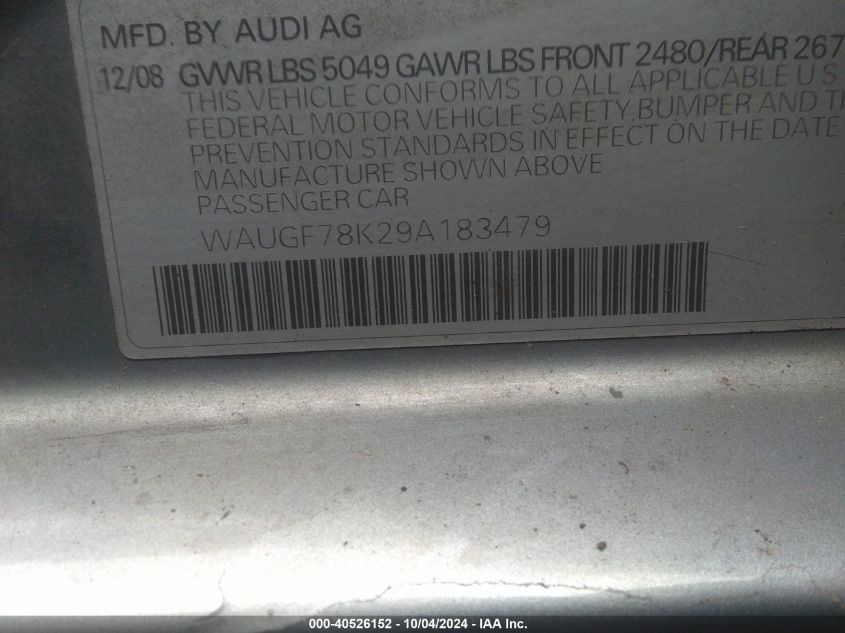 MFD. BY AUDI AG
12/08 GVWR LBS 5049 GAWR LBS FRONT 2480/REAR 267
THIS VEHICLE CONFORMS TO ALL APPLICABLE U S
FEDERAL MOTOR VEHICLE SAFETY,BUMPER AND TH
PREVENTION STANDARDS IN EFFECT ON THE DATE
MANUFACTURE SHOWN ABOVE
PASSENGER CAR
WAUGF78K29A183479
000-40526152 - 10/04/2024 - IAA Inc.